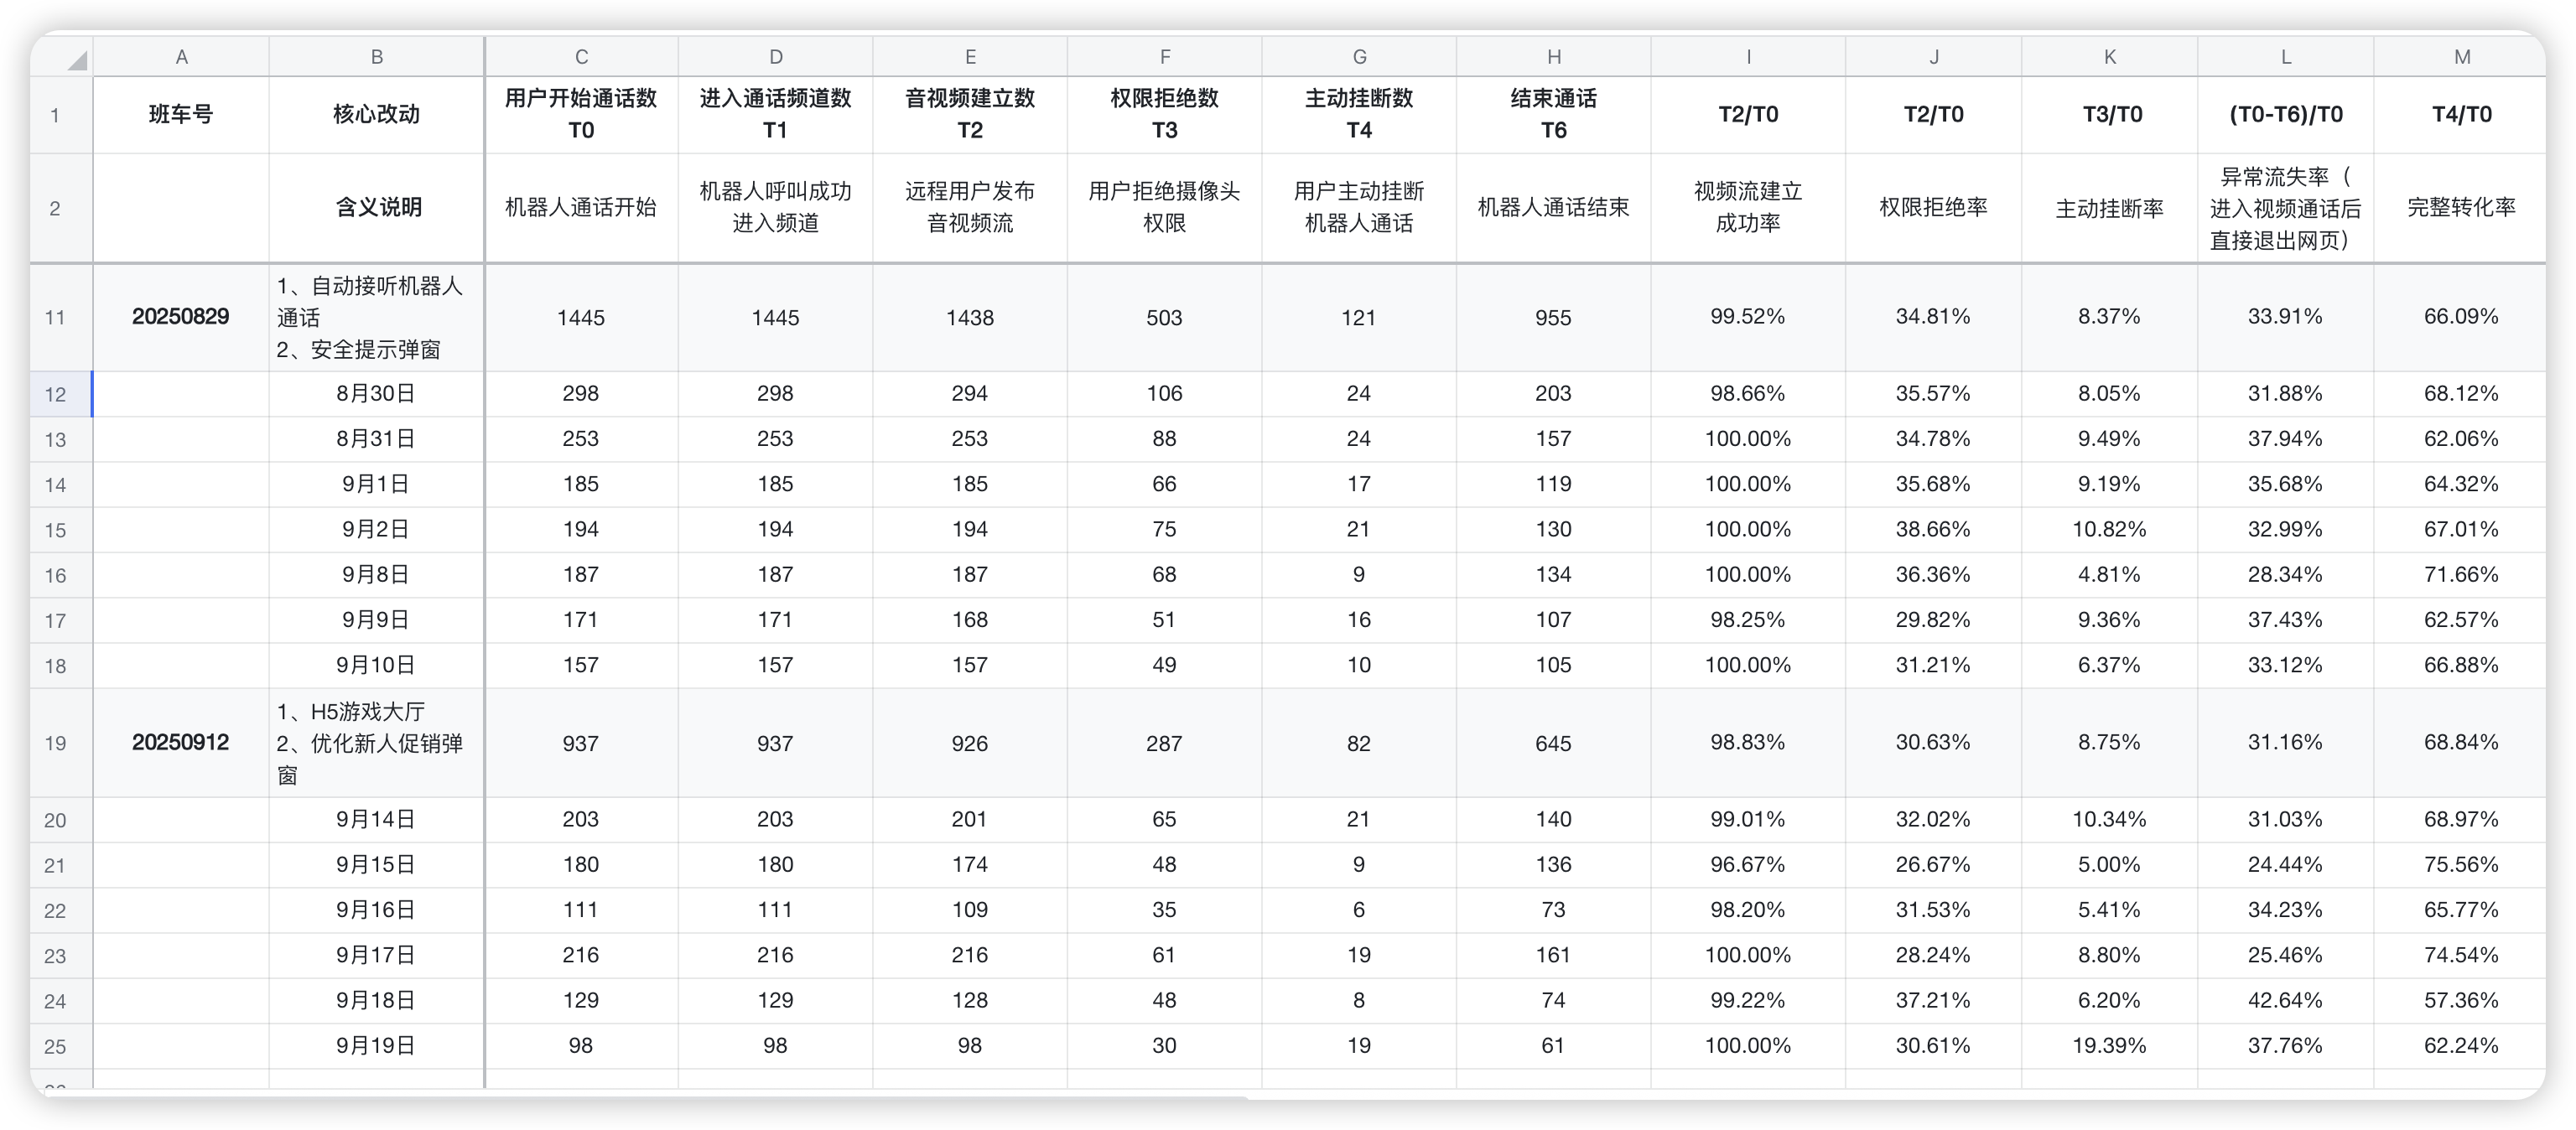 A B C D E F G H I J K L M
1 班车号 核心改动 用户开始通话数 T0 进入通话频道数 T1 音视频建立数 T2 权限拒绝数 T3 主动挂断数 T4 结束通话 T6 T2/T0 T2/T0 T3/T0 (T0-T6)/T0 T4/T0
2 含义说明 机器人通话开始 机器人呼叫成功进入频道 远程用户发布音视频流 用户拒绝摄像头权限 用户主动挂断机器人通话 机器人通话结束 视频流建立成功率 权限拒绝率 主动挂断率 异常流失率（进入视频通话后直接退出网页） 完整转化率
11 20250829 1、自动接听机器人通话 2、安全提示弹窗 1445 1445 1438 503 121 955 99.52% 34.81% 8.37% 33.91% 66.09%
12 8月30日 298 298 294 106 24 203 98.66% 35.57% 8.05% 31.88% 68.12%
13 8月31日 253 253 253 88 24 157 100.00% 34.78% 9.49% 37.94% 62.06%
14 9月1日 185 185 185 66 17 119 100.00% 35.68% 9.19% 35.68% 64.32%
15 9月2日 194 194 194 75 21 130 100.00% 38.66% 10.82% 32.99% 67.01%
16 9月8日 187 187 187 68 9 134 100.00% 36.36% 4.81% 28.34% 71.66%
17 9月9日 171 171 168 51 16 107 98.25% 29.82% 9.36% 37.43% 62.57%
18 9月10日 157 157 157 49 10 105 100.00% 31.21% 6.37% 33.12% 66.88%
19 20250912 1、H5游戏大厅 2、优化新人促销弹窗 937 937 926 287 82 645 98.83% 30.63% 8.75% 31.16% 68.84%
20 9月14日 203 203 201 65 21 140 99.01% 32.02% 10.34% 31.03% 68.97%
21 9月15日 180 180 174 48 9 136 96.67% 26.67% 5.00% 24.44% 75.56%
22 9月16日 111 111 109 35 6 73 98.20% 31.53% 5.41% 34.23% 65.77%
23 9月17日 216 216 216 61 19 161 100.00% 28.24% 8.80% 25.46% 74.54%
24 9月18日 129 129 128 48 8 74 99.22% 37.21% 6.20% 42.64% 57.36%
25 9月19日 98 98 98 30 19 61 100.00% 30.61% 19.39% 37.76% 62.24%